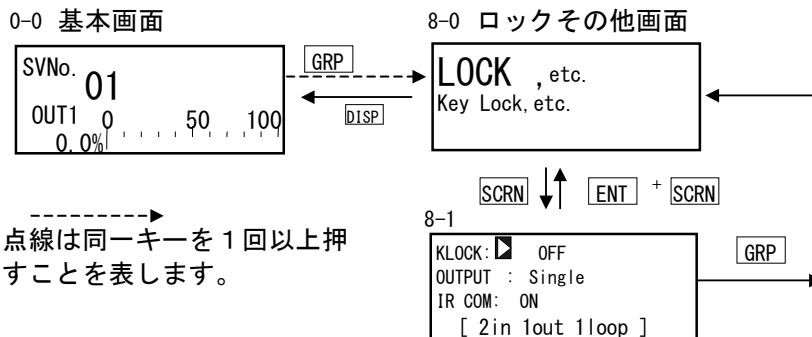 0-0 基本画面
SVNo. 01
OUT1 0 50 100
0.0%
GRP
DISP
8-0 ロックその他画面
LOCK ,etc.
Key Lock,etc.
SCRN ENT + SCRN
点線は同一キーを1回以上押
すことを表します。
8-1
KLOCK: OFF
OUTPUT : Single
IR COM: ON
[ 2in 1out 1loop ]
GRP